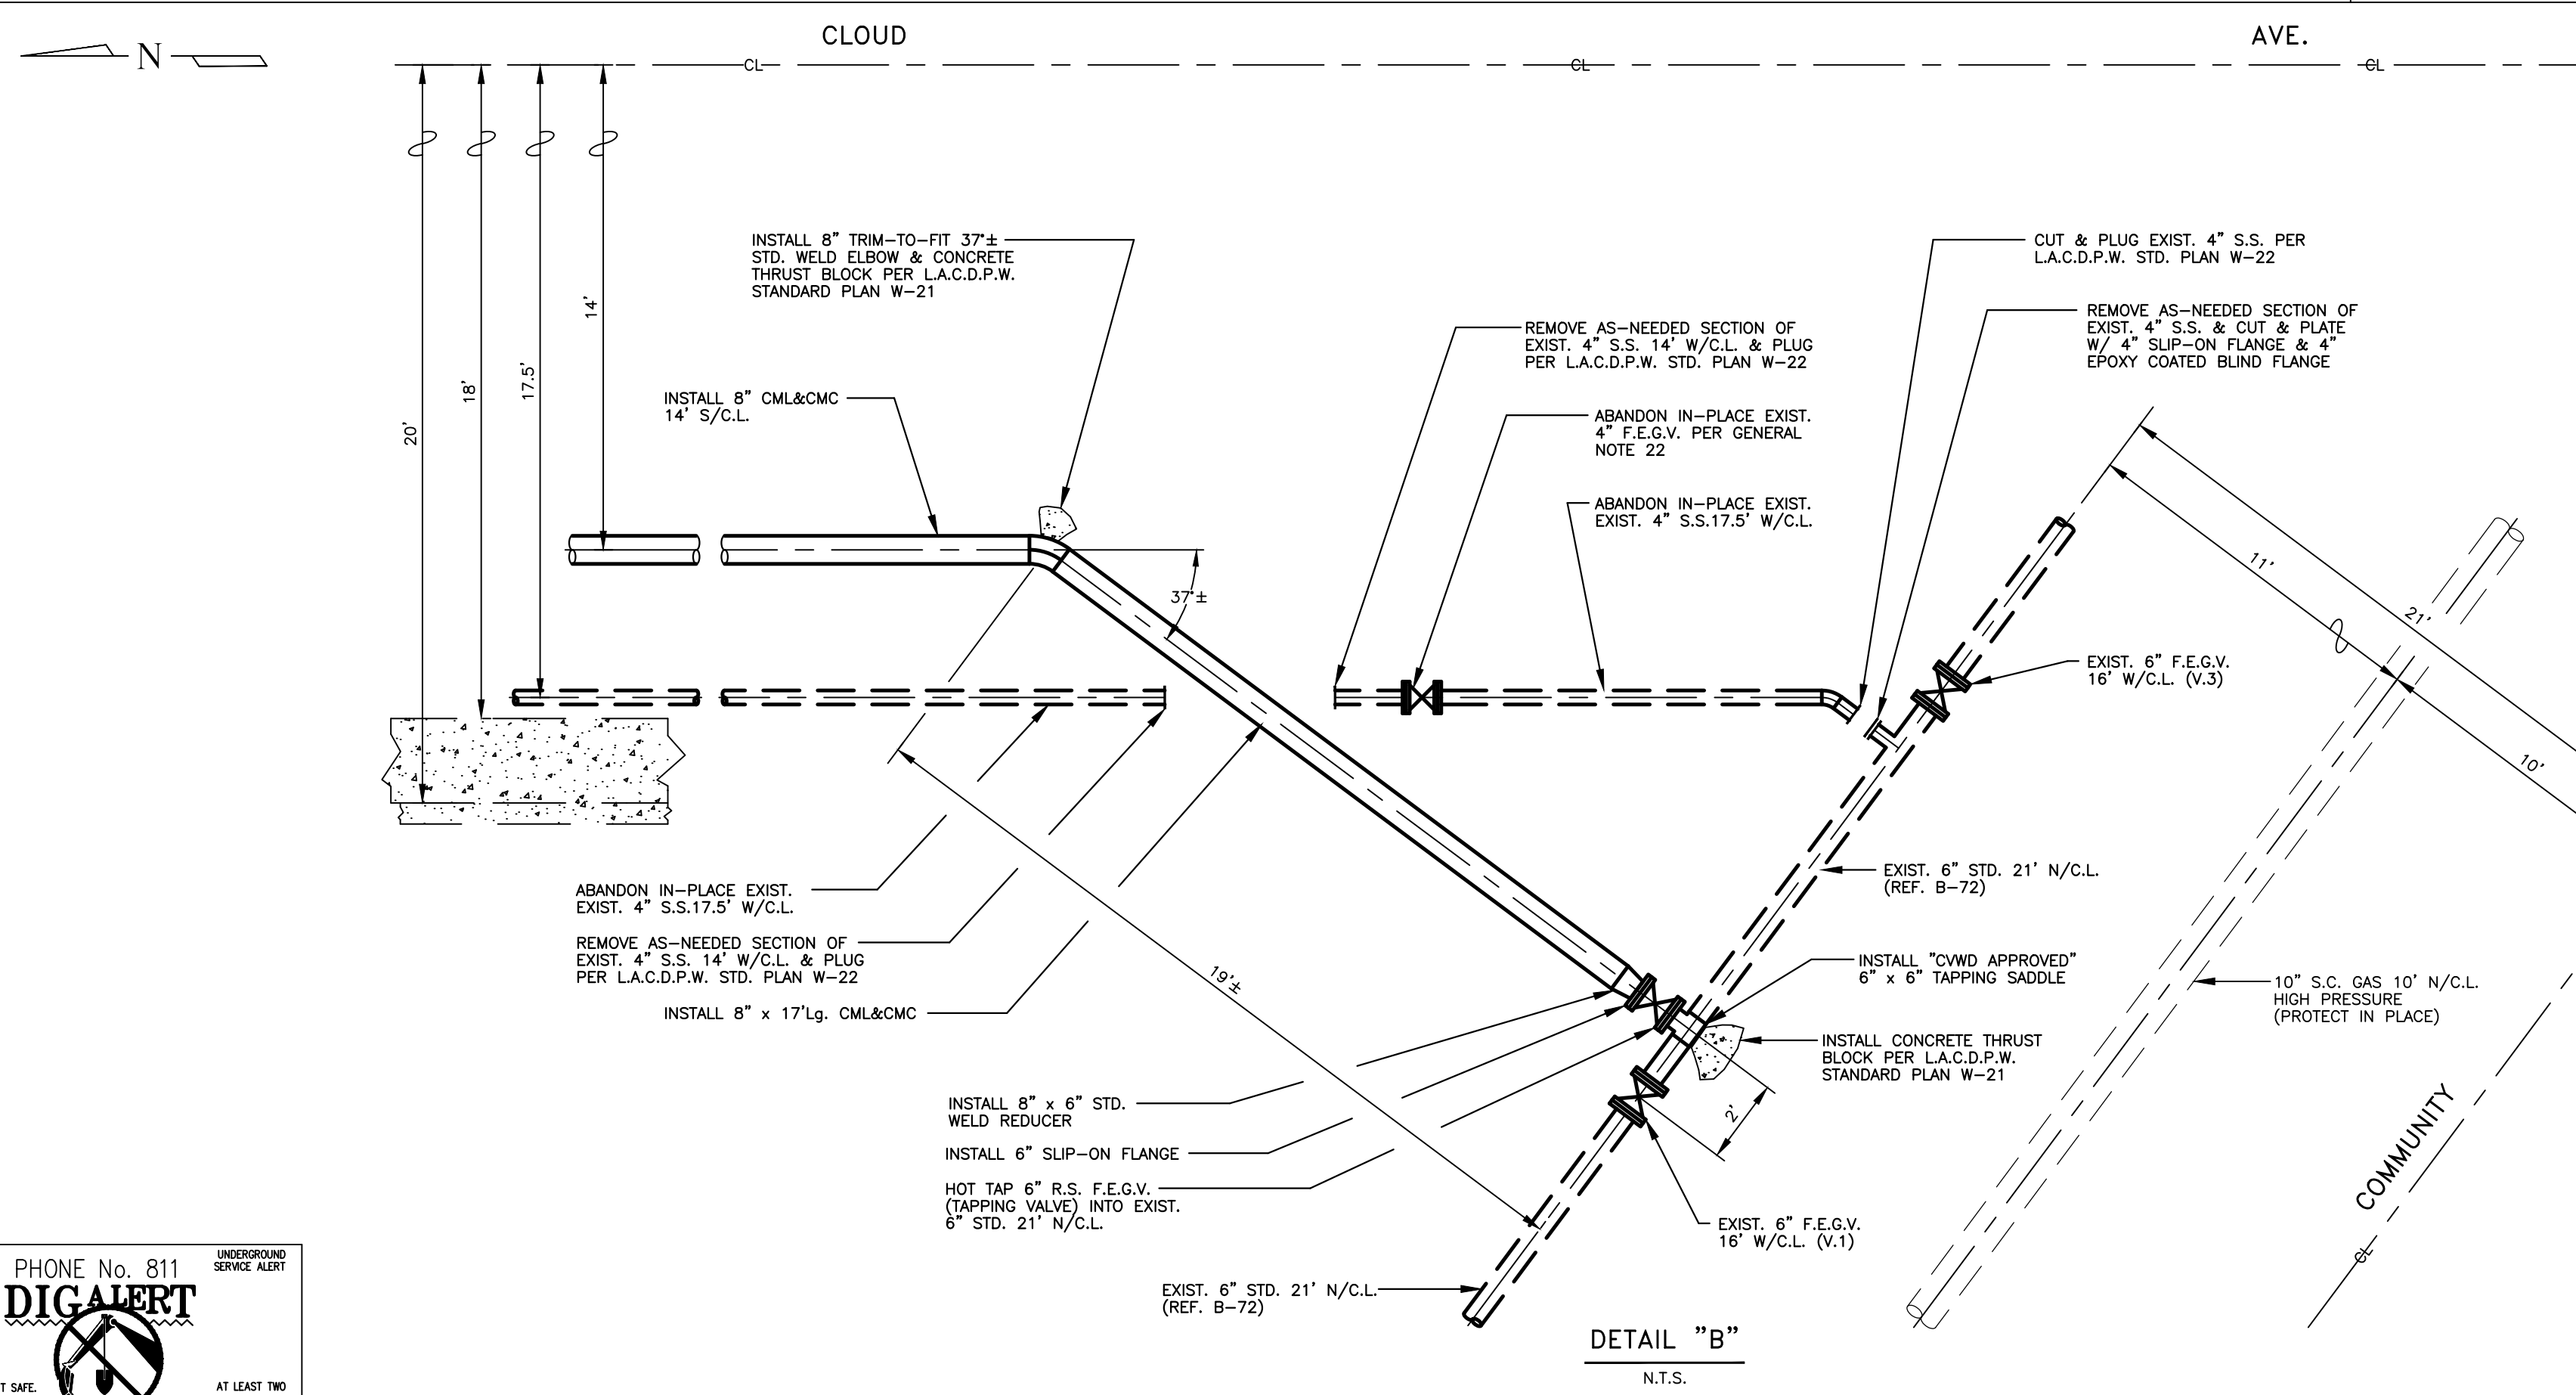 CLOUD
AVE.
N
CL
CL
CL
20'
18'
17.5'
14'
INSTALL 8" TRIM-TO-FIT 37°±
STD. WELD ELBOW & CONCRETE
THRUST BLOCK PER L.A.C.D.P.W.
STANDARD PLAN W-21
CUT & PLUG EXIST. 4" S.S. PER
L.A.C.D.P.W. STD. PLAN W-22
REMOVE AS-NEEDED SECTION OF
EXIST. 4" S.S. & CUT & PLATE
W/ 4" SLIP-ON FLANGE & 4"
EPOXY COATED BLIND FLANGE
REMOVE AS-NEEDED SECTION OF
EXIST. 4" S.S. 14' W/C.L. & PLUG
PER L.A.C.D.P.W. STD. PLAN W-22
INSTALL 8" CML&CMC
14' S/C.L.
ABANDON IN-PLACE EXIST.
4" F.E.G.V. PER GENERAL
NOTE 22
ABANDON IN-PLACE EXIST.
EXIST. 4" S.S.17.5' W/C.L.
37°±
11'
21'
10'
EXIST. 6" F.E.G.V.
16' W/C.L. (V.3)
ABANDON IN-PLACE EXIST.
EXIST. 4" S.S.17.5' W/C.L.
REMOVE AS-NEEDED SECTION OF
EXIST. 4" S.S. 14' W/C.L. & PLUG
PER L.A.C.D.P.W. STD. PLAN W-22
INSTALL 8" x 17'Lg. CML&CMC
19'±
EXIST. 6" STD. 21' N/C.L.
(REF. B-72)
INSTALL "CVWD APPROVED"
6" x 6" TAPPING SADDLE
10" S.C. GAS 10' N/C.L.
HIGH PRESSURE
(PROTECT IN PLACE)
INSTALL CONCRETE THRUST
BLOCK PER L.A.C.D.P.W.
STANDARD PLAN W-21
2'
INSTALL 8" x 6" STD.
WELD REDUCER
INSTALL 6" SLIP-ON FLANGE
HOT TAP 6" R.S. F.E.G.V.
(TAPPING VALVE) INTO EXIST.
6" STD. 21' N/C.L.
EXIST. 6" F.E.G.V.
16' W/C.L. (V.1)
COMMUNITY
CL
EXIST. 6" STD. 21' N/C.L.
(REF. B-72)
DETAIL "B"
N.T.S.
PHONE No. 811
UNDERGROUND
SERVICE ALERT
DIGALERT
T SAFE.
AT LEAST TWO